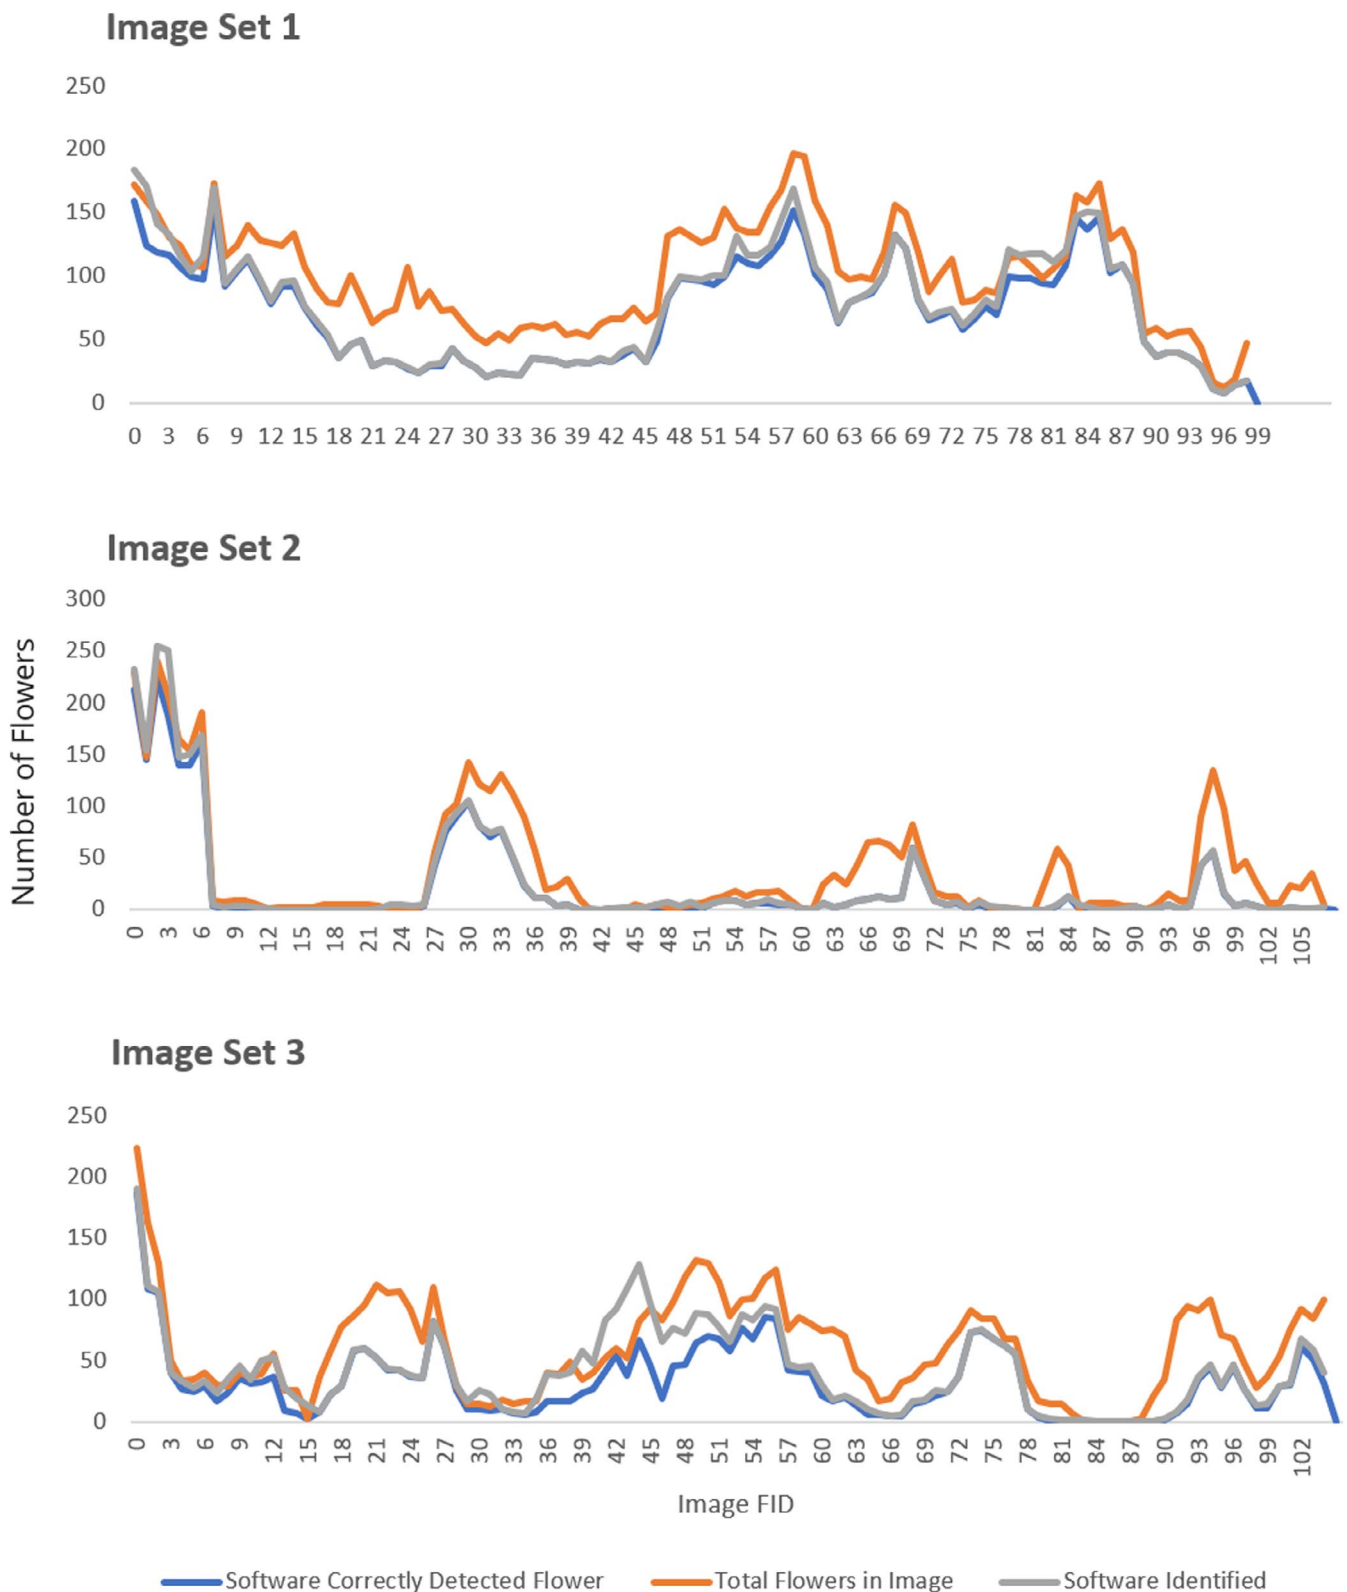 Image Set 1
250
200
150
100
50
0
0 3 6 9 12 15 18 21 24 27 30 33 36 39 42 45 48 51 54 57 60 63 66 69 72 75 78 81 84 87 90 93 96 99
Image Set 2
Number of Flowers
300
250
200
150
100
50
0
0 3 6 9 12 15 18 21 24 27 30 33 36 39 42 45 48 51 54 57 60 63 66 69 72 75 78 81 84 87 90 93 96 99 102 105
Image Set 3
250
200
150
100
50
0
0 3 6 9 12 15 18 21 24 27 30 33 36 39 42 45 48 51 54 57 60 63 66 69 72 75 78 81 84 87 90 93 96 99 102
Image FID
Software Correctly Detected Flower Total Flowers in Image Software Identified